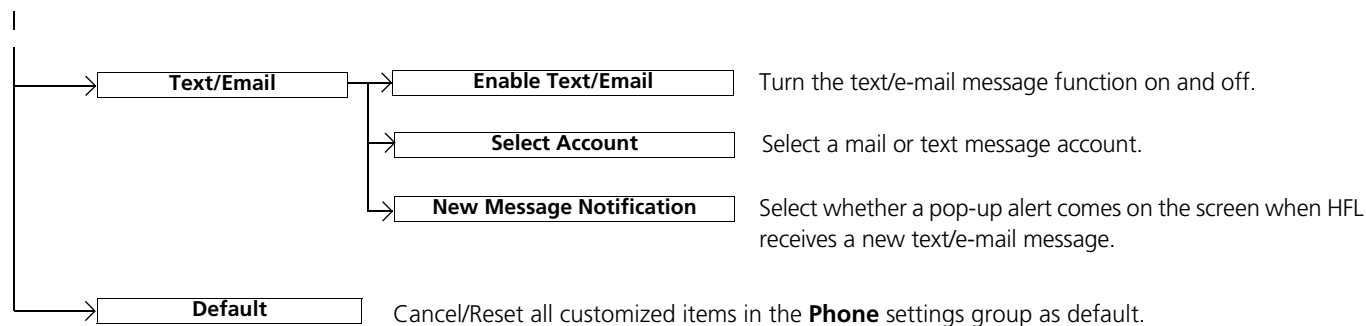 Text/Email
Enable Text/Email
Turn the text/e-mail message function on and off.
Select Account
Select a mail or text message account.
New Message Notification
Select whether a pop-up alert comes on the screen when HFL
receives a new text/e-mail message.
Default
Cancel/Reset all customized items in the Phone settings group as default.